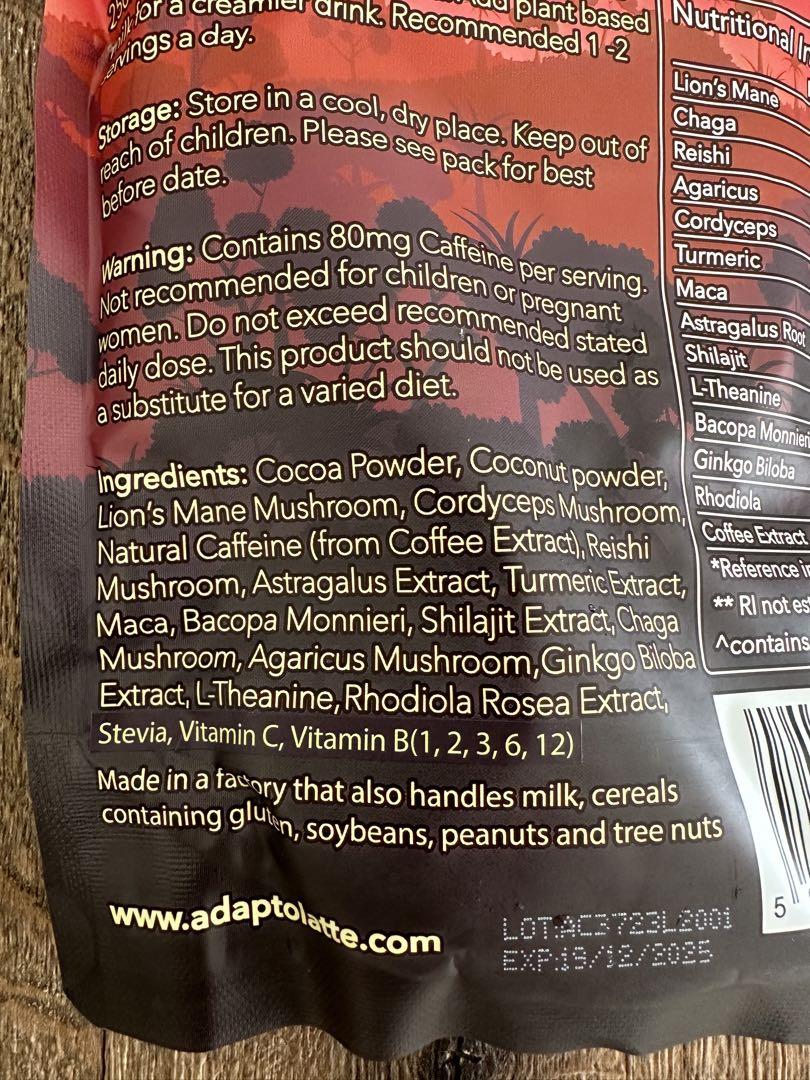 for a creamier drink. Add plant based
milk. Recommended 1 -2
servings a day.
Storage: Store in a cool, dry place. Keep out of
reach of children. Please see pack for best
before date.
Warning: Contains 80mg Caffeine per serving.
Not recommended for children or pregnant
women. Do not exceed recommended stated
daily dose. This product should not be used as
a substitute for a varied diet.
Ingredients: Cocoa Powder, Coconut powder,
Lion's Mane Mushroom, Cordyceps Mushroom,
Natural Caffeine (from Coffee Extract), Reishi
Mushroom, Astragalus Extract, Turmeric Extract,
Maca, Bacopa Monnieri, Shilajit Extract, Chaga
Mushroom, Agaricus Mushroom, Ginkgo Biloba
Extract, L-Theanine, Rhodiola Rosea Extract,
Stevia, Vitamin C, Vitamin B(1, 2, 3, 6, 12)
Made in a factory that also handles milk, cereals
containing gluten, soybeans, peanuts and tree nuts
www.adaptolatte.com
LOT:AC3723L2001
EXP:19/12/2025
Nutritional
Lion's Mane
Chaga
Reishi
Agaricus
Cordyceps
Turmeric
Maca
Astragalus Root
Shilajit
L-Theanine
Bacopa Monnieri
Ginkgo Biloba
Rhodiola
Coffee Extract
*Reference
** RI not
^contains
5